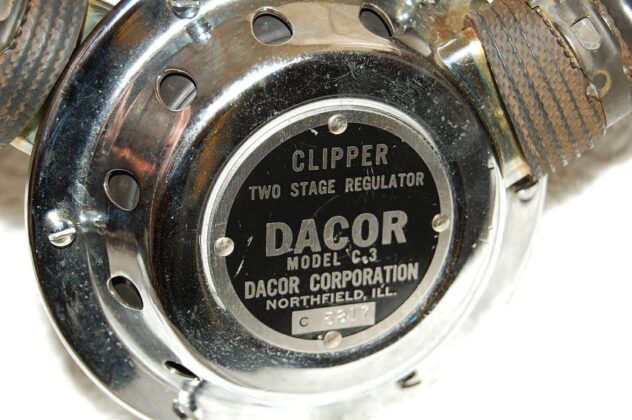 CLIPPER
TWO STAGE REGULATOR
DACOR
MODEL C.3
DACOR CORPORATION
NORTHFIELD, ILL.
C